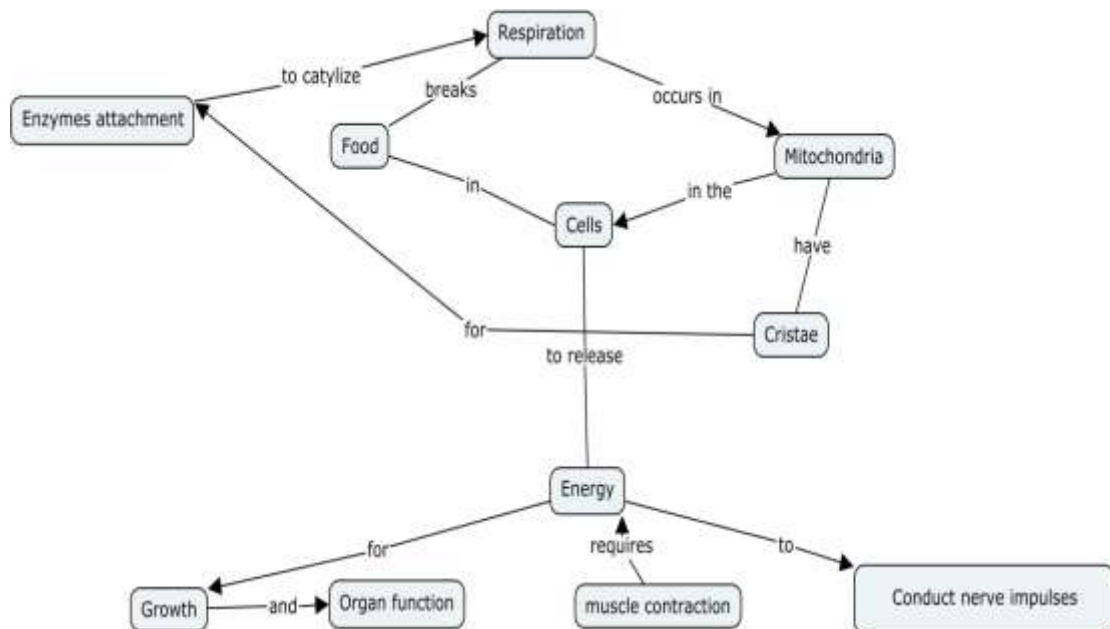 Respiration
to catylize
breaks
occurs in
Enzymes attachment
Food
Mitochondria
in
in the
Cells
have
for
Cristae
to release
Energy
for
requires
to
Growth
and
Organ function
muscle contraction
Conduct nerve impulses